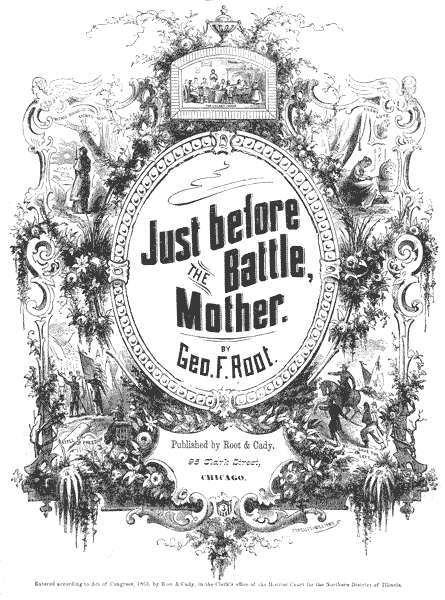 Just before
THE Battle,
Mother.
BY
Geo. F. Root.
Published by Root & Cady.
95 Clark Street,
CHICAGO.
Entered according to Act of Congress, 1863, by Root & Cady, in the Clerk's office of the District Court for the Northern District of Illinois.